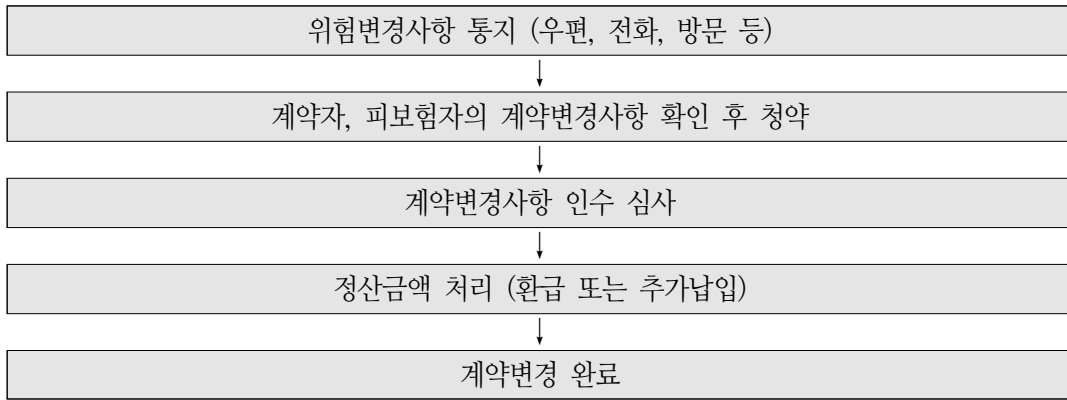 위험변경사항 통지 (우편, 전화, 방문 등)
계약자, 피보험자의 계약변경사항 확인 후 청약
계약변경사항 인수 심사
정산금액 처리 (환급 또는 추가납입)
계약변경 완료